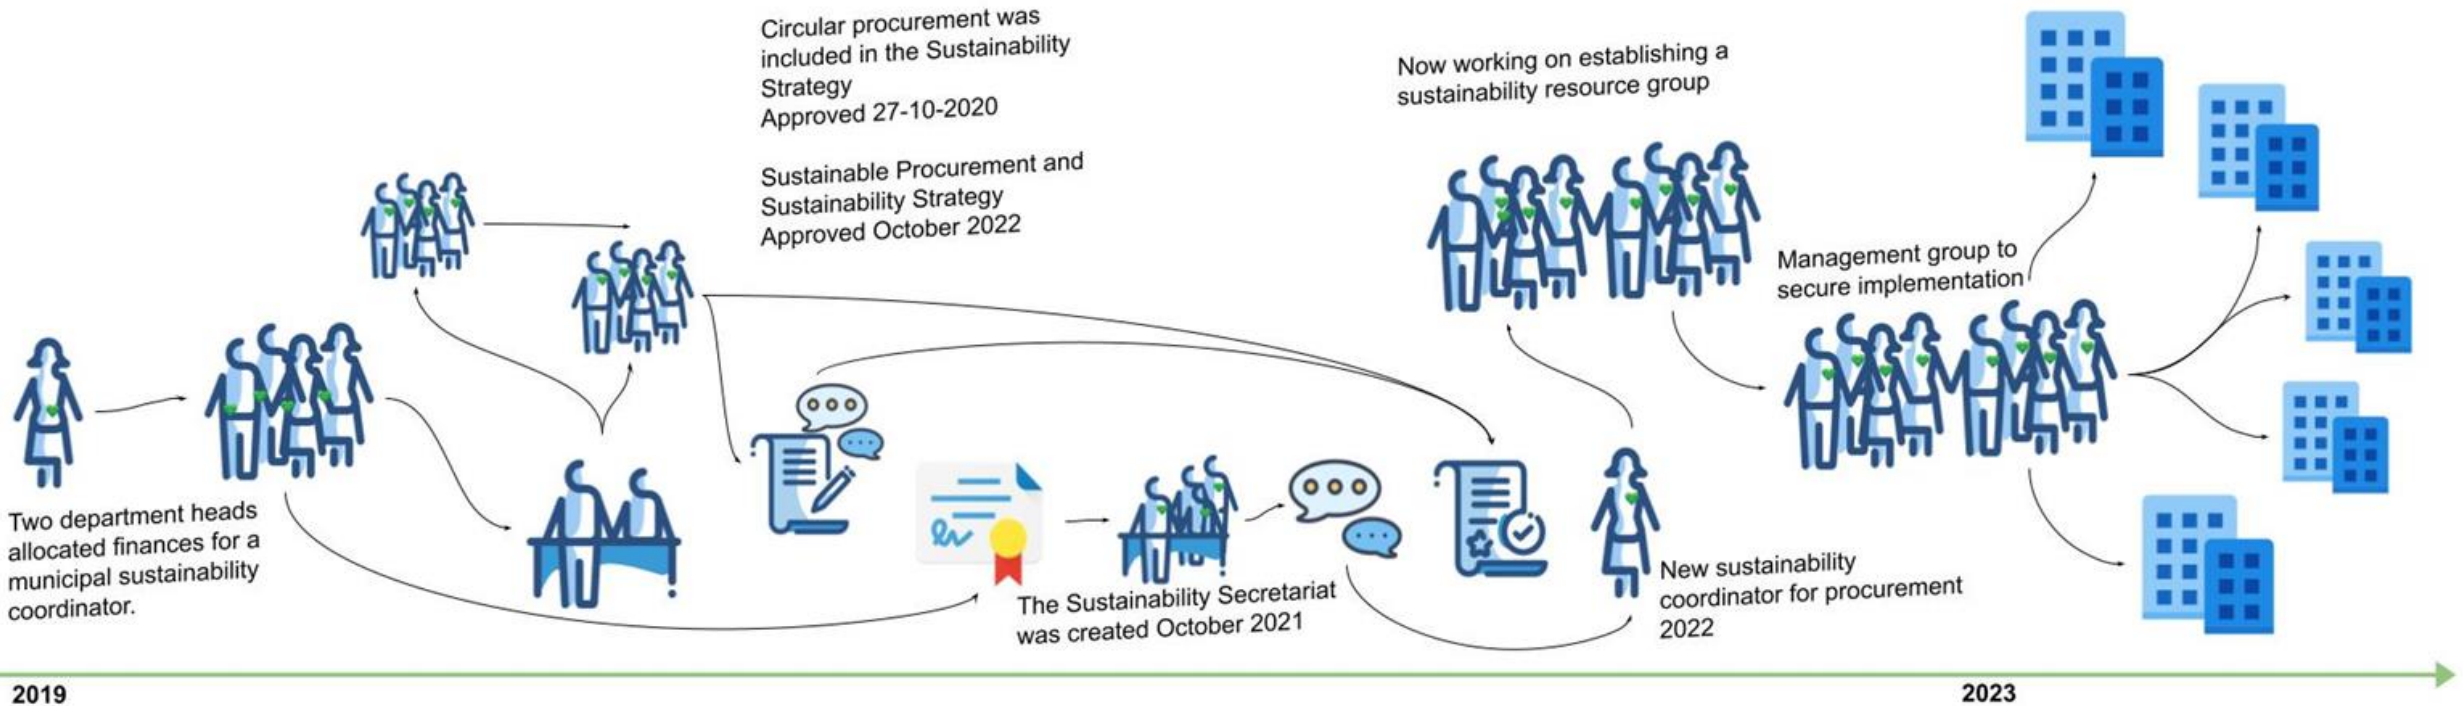 Circular procurement was
included in the Sustainability
Strategy
Approved 27-10-2020
Sustainable Procurement and
Sustainability Strategy
Approved October 2022
Now working on establishing a
sustainability resource group
Management group to
secure implementation
Two department heads
allocated finances for a
municipal sustainability
coordinator.
The Sustainability Secretariat
was created October 2021
New sustainability
coordinator for procurement
2022
2019
2023